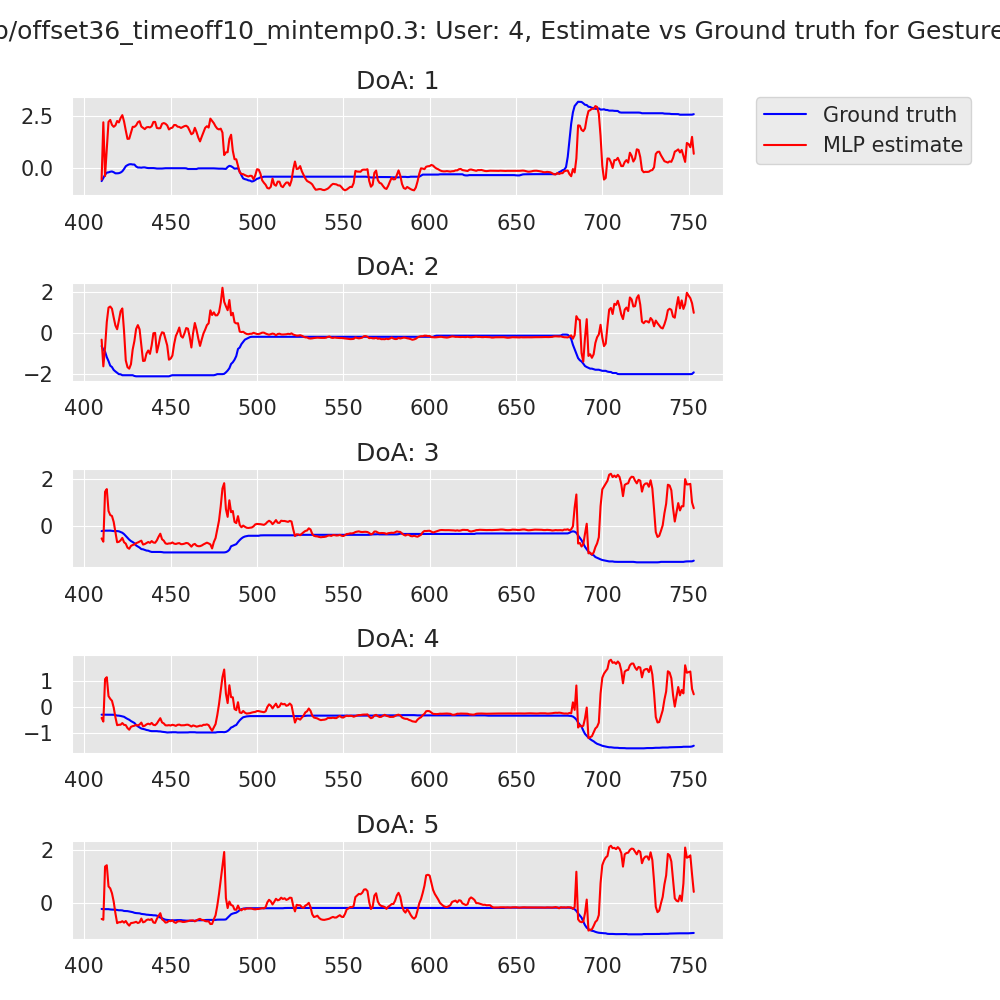 o/offset36_timeoff10_mintemp0.3: User: 4, Estimate vs Ground truth for Gesture
DoA: 1
2.5
0.0
400 450 500 550 600 650 700 750
Ground truth
MLP estimate
DoA: 2
2
0
−2
400 450 500 550 600 650 700 750
DoA: 3
2
0
400 450 500 550 600 650 700 750
DoA: 4
1
0
−1
400 450 500 550 600 650 700 750
DoA: 5
2
0
400 450 500 550 600 650 700 750